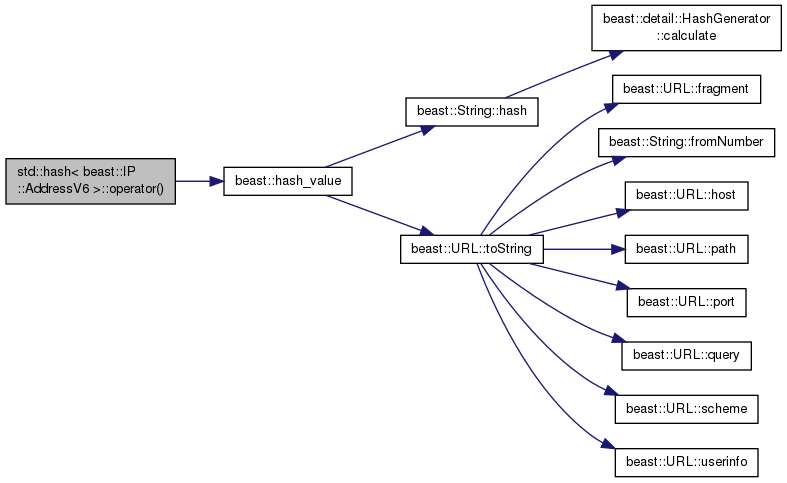 std::hash< beast::IP
::AddressV6 >::operator()
beast::hash_value
beast::String::hash
beast::URL::toString
beast::detail::HashGenerator
::calculate
beast::URL::fragment
beast::String::fromNumber
beast::URL::host
beast::URL::path
beast::URL::port
beast::URL::query
beast::URL::scheme
beast::URL::userinfo